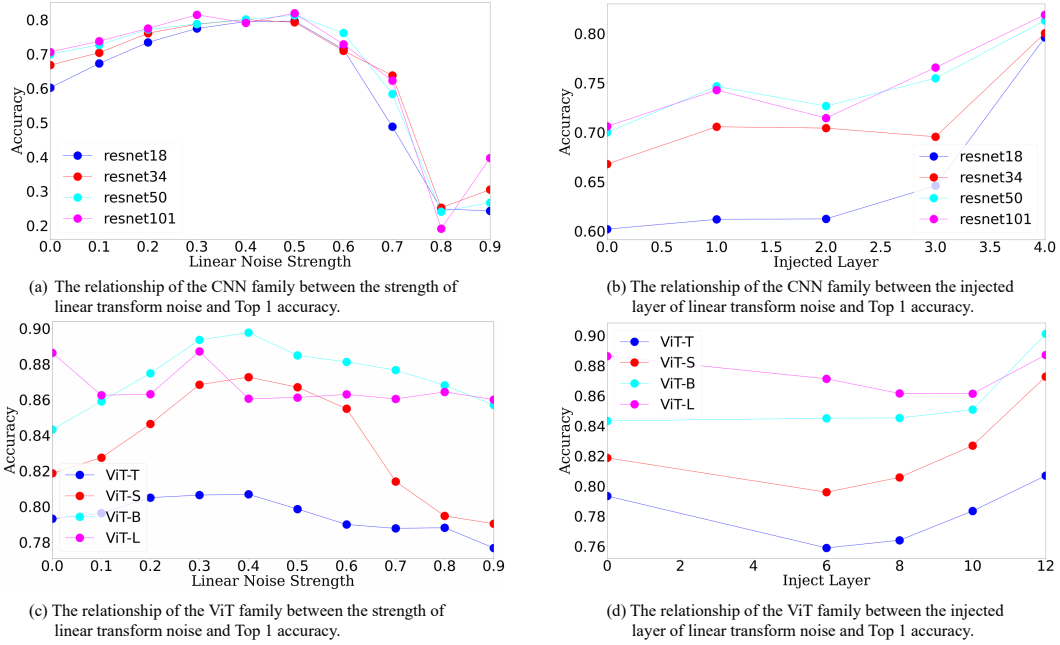 0.8
0.7
0.6
0.5
0.4
0.3
0.2
Accuracy
resnet18
resnet34
resnet50
resnet101
0.0 0.1 0.2 0.3 0.4 0.5 0.6 0.7 0.8 0.9
Linear Noise Strength
(a) The relationship of the CNN family between the strength of
linear transform noise and Top 1 accuracy.
0.80
0.75
0.70
0.65
0.60
Accuracy
resnet18
resnet34
resnet50
resnet101
0.0 0.5 1.0 1.5 2.0 2.5 3.0 3.5 4.0
Injected Layer
(b) The relationship of the CNN family between the injected
layer of linear transform noise and Top 1 accuracy.
0.90
0.88
0.86
0.84
0.82
0.80
0.78
Accuracy
ViT-T
ViT-S
ViT-B
ViT-L
0.0 0.1 0.2 0.3 0.4 0.5 0.6 0.7 0.8 0.9
Linear Noise Strength
(c) The relationship of the ViT family between the strength of
linear transform noise and Top 1 accuracy.
0.90
0.88
0.86
0.84
0.82
0.80
0.78
0.76
Accuracy
ViT-T
ViT-S
ViT-B
ViT-L
0 2 4 6 8 10 12
Inject Layer
(d) The relationship of the ViT family between the injected
layer of linear transform noise and Top 1 accuracy.